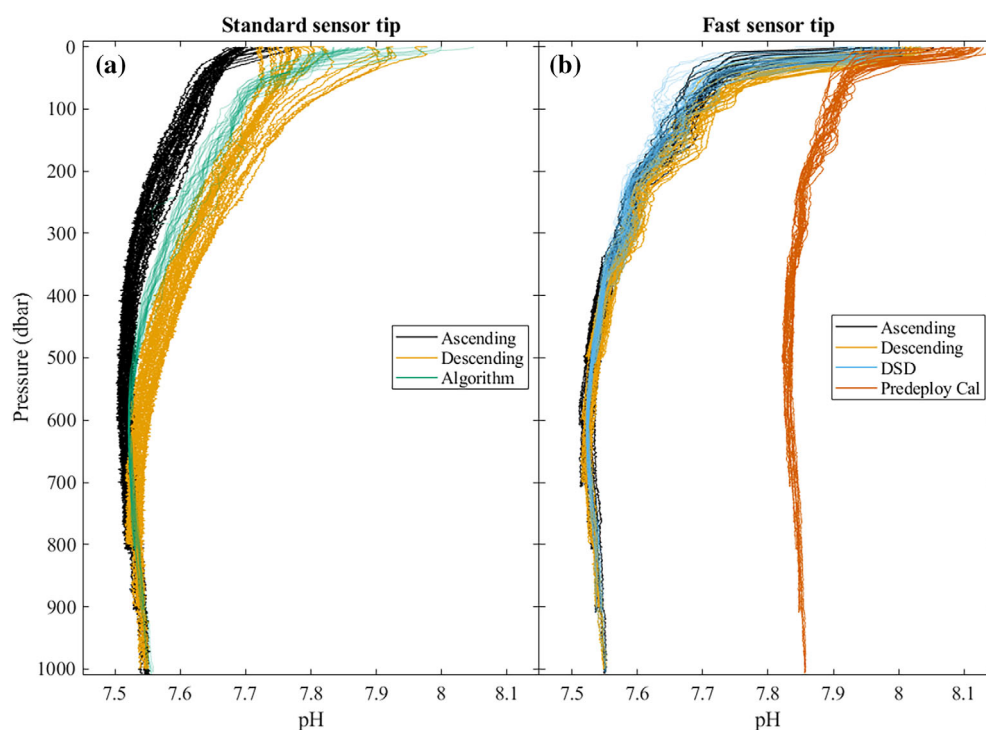 Standard sensor tip
Fast sensor tip
(a)
(b)
0
100
200
300
400
500
600
700
800
900
1000
Pressure (dbar)
Ascending
Descending
Algorithm
Ascending
Descending
DSD
Predeploy Cal
7.5 7.6 7.7 7.8 7.9 8 8.1
7.5 7.6 7.7 7.8 7.9 8 8.1
pH
pH